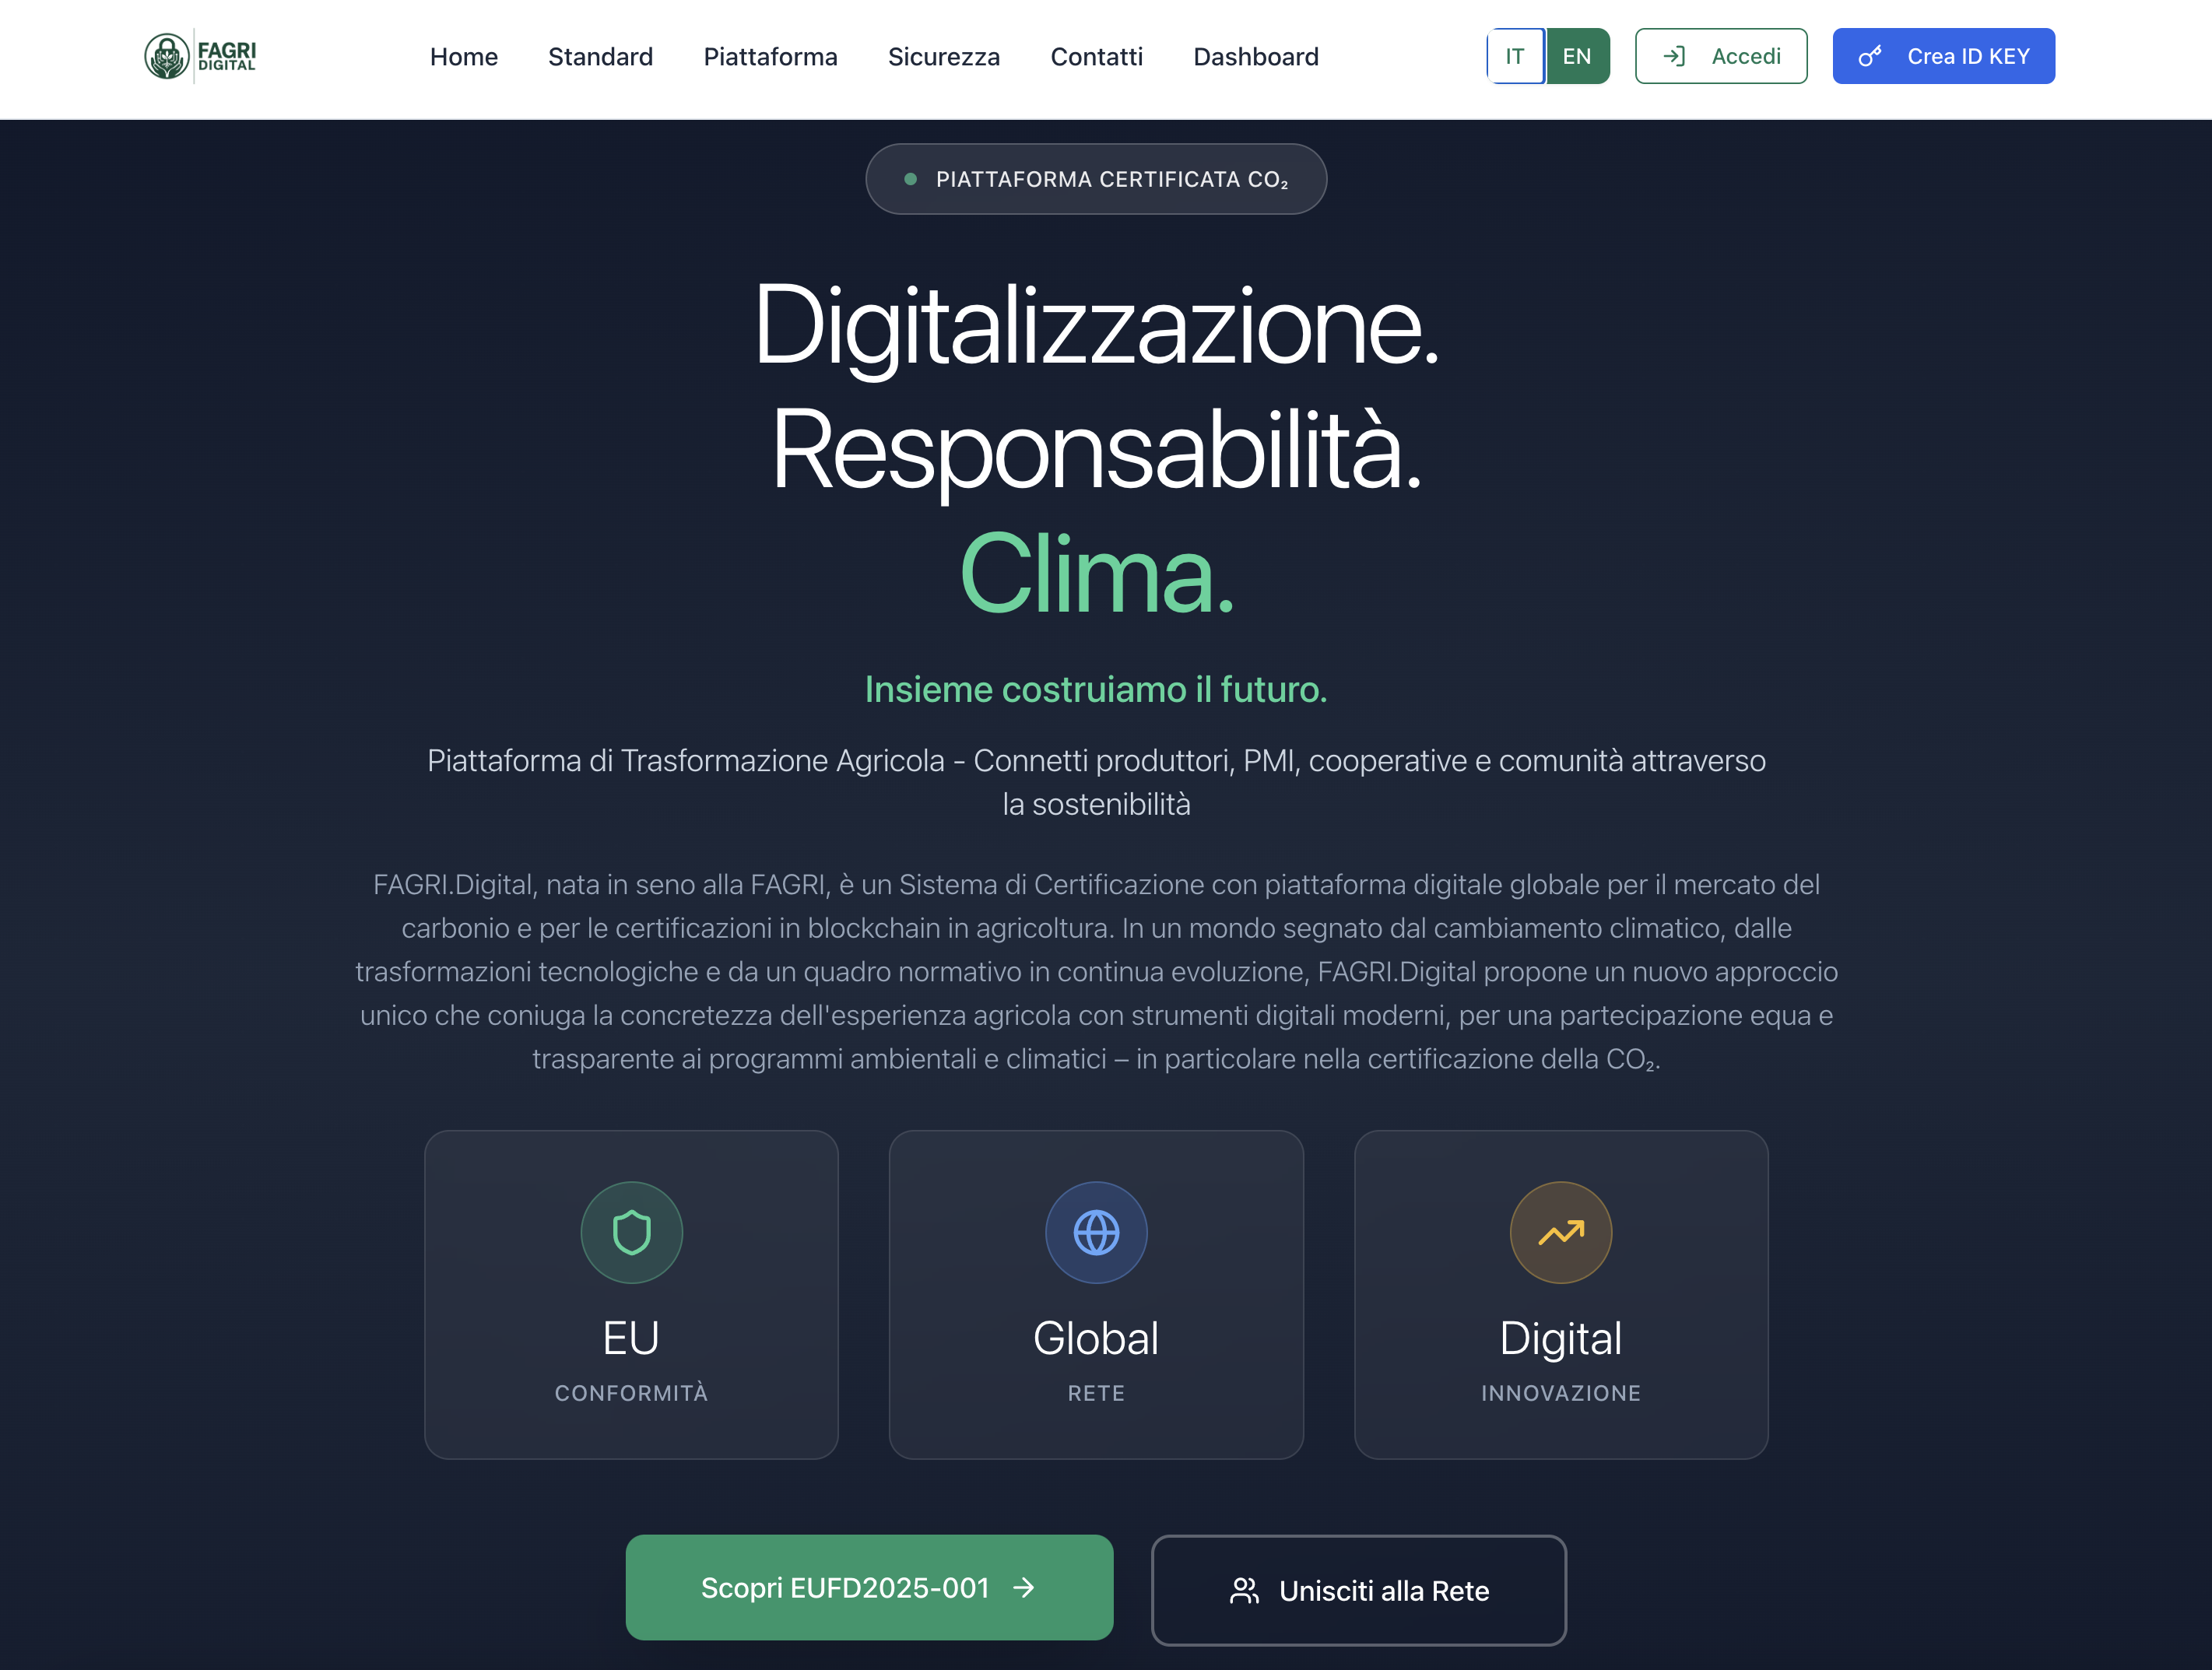 FAGRI
DIGITAL
Home
Standard
Piattaforma
Sicurezza
Contatti
Dashboard
IT
EN
Accedi
Crea ID KEY
PIATTAFORMA CERTIFICATA CO₂
Digitalizzazione.
Responsabilità.
Clima.
Insieme costruiamo il futuro.
Piattaforma di Trasformazione Agricola - Connetti produttori, PMI, cooperative e comunità attraverso
la sostenibilità
FAGRI.Digital, nata in seno alla FAGRI, è un Sistema di Certificazione con piattaforma digitale globale per il mercato del
carbonio e per le certificazioni in blockchain in agricoltura. In un mondo segnato dal cambiamento climatico, dalle
trasformazioni tecnologiche e da un quadro normativo in continua evoluzione, FAGRI.Digital propone un nuovo approccio
unico che coniuga la concretezza dell'esperienza agricola con strumenti digitali moderni, per una partecipazione equa e
trasparente ai programmi ambientali e climatici – in particolare nella certificazione della CO₂.
EU
CONFORMITÀ
Global
RETE
Digital
INNOVAZIONE
Scopri EUFD2025-001
Unisciti alla Rete